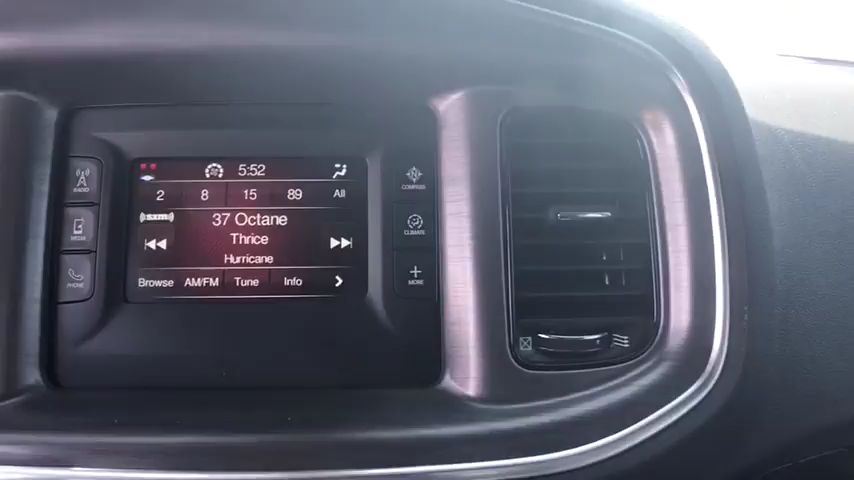 5:52
RADIO
2 8 15 89 All
COMPASS
((sxm))
37 Octane
MEDIA
Thrice
CLIMATE
Hurricane
PHONE
Browse AM/FM Tune Info
MORE